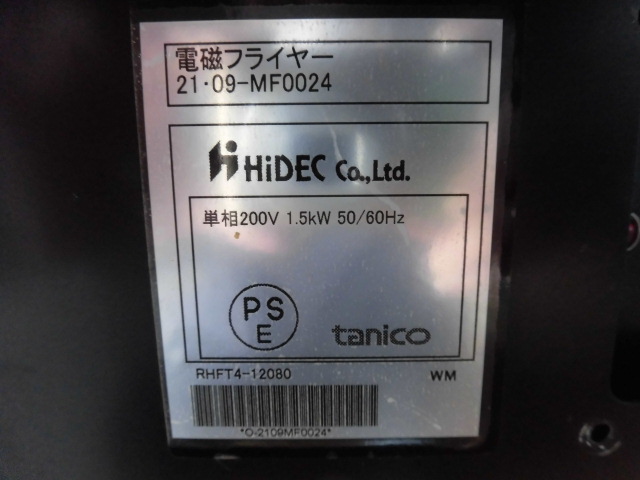 電磁フライヤー
21·09-MF0024
HiDEC Co.,Ltd.
単相200V 1.5kW 50/60Hz
PS
E
tanico
RHFT4-12080 WM
*O-2109MF0024*